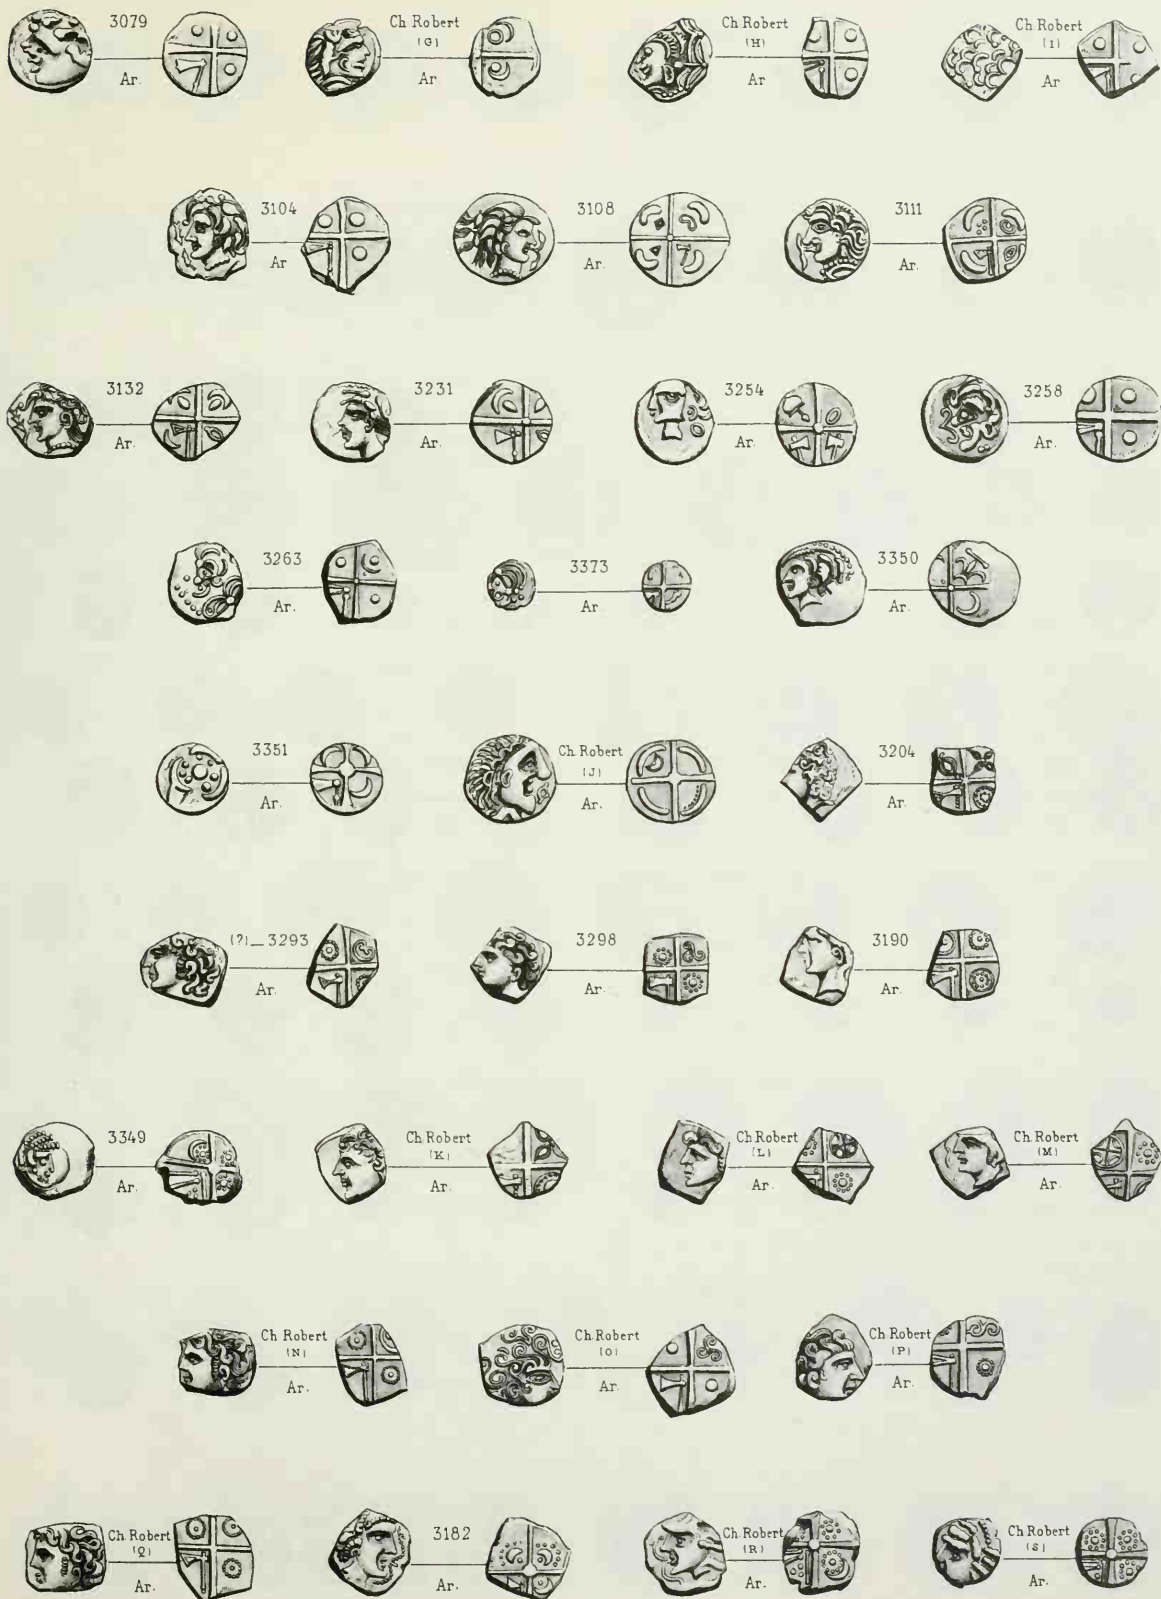 3079
Ar.
Ch Robert
(G)
Ar
Ch Robert
(H)
Ar
Ch Robert
(I)
Ar
3104
Ar
3108
Ar.
3111
Ar.
3132
Ar.
3231
Ar.
3254
Ar.
3258
Ar.
3263
Ar.
3373
Ar.
3350
Ar.
3351
Ar.
Ch. Robert
(J)
Ar.
3204
Ar.
(?)_3293
Ar.
3298
Ar.
3190
Ar.
3349
Ar.
Ch. Robert
(K)
Ar.
Ch. Robert
(L)
Ar.
Ch. Robert
(M)
Ar.
Ch Robert
(N)
Ar.
Ch. Robert
(O)
Ar.
Ch Robert
(P)
Ar.
Ch. Robert
(Q)
Ar.
3182
Ar.
Ch. Robert
(R)
Ar.
Ch Robert
(S)
Ar.